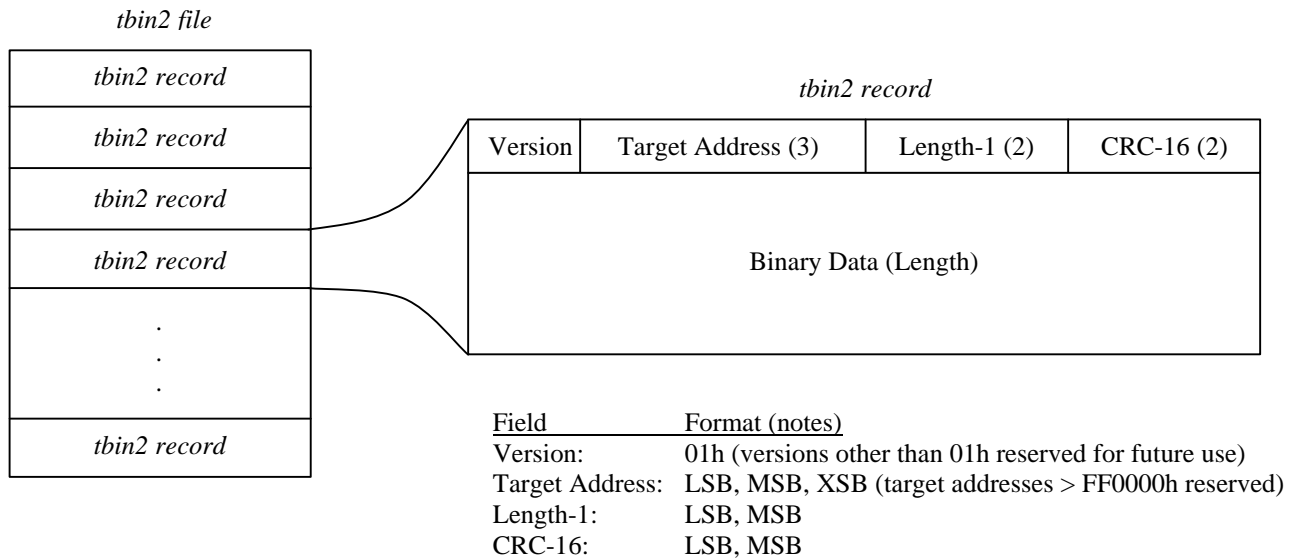 tbin2 file
tbin2 record
tbin2 record
tbin2 record
tbin2 record
.
.
.
tbin2 record
tbin2 record
Version Target Address (3) Length-1 (2) CRC-16 (2)
Binary Data (Length)
Field Format (notes)
Version: 01h (versions other than 01h reserved for future use)
Target Address: LSB, MSB, XSB (target addresses > FF0000h reserved)
Length-1: LSB, MSB
CRC-16: LSB, MSB